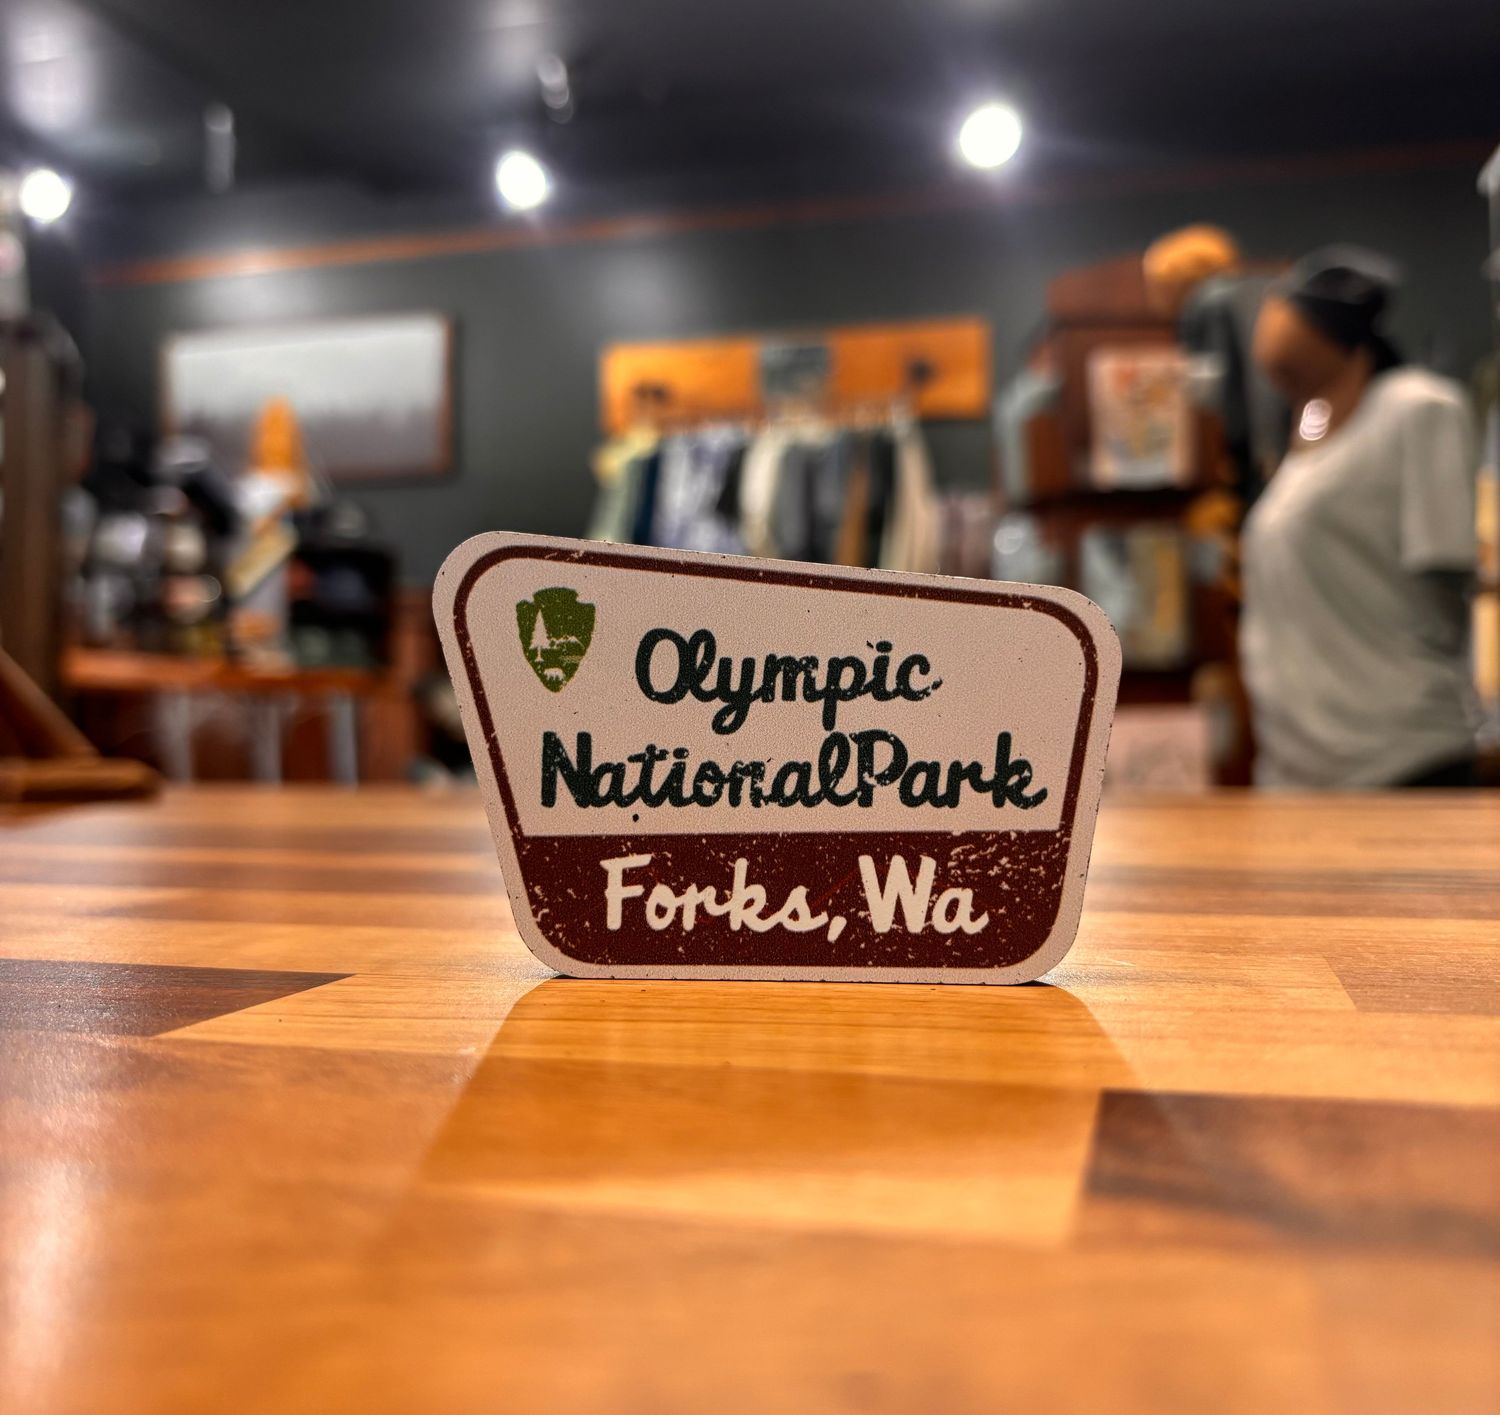 Olympic
NationalPark
Forks, Wa